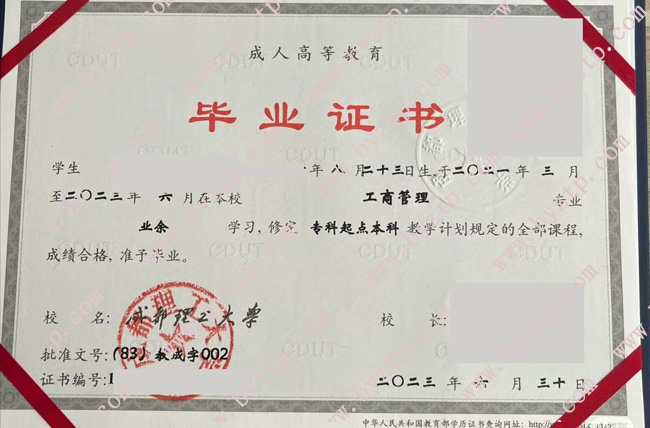 成人高等教育
毕业证书
学生 年 八 月 二十三日生,于二〇二一年 三 月
至二〇二三年 六 月在本校 工商管理 专业
业余 学习,修完 专科起点本科 教学计划规定的全部课程,
成绩合格,准予毕业。
校 名: 成都理工大学 校 长:
批准文号:(83)教成字002
证书编号:1 二〇二三 年 六 月 三十日
中华人民共和国教育部学历证书查询网址: